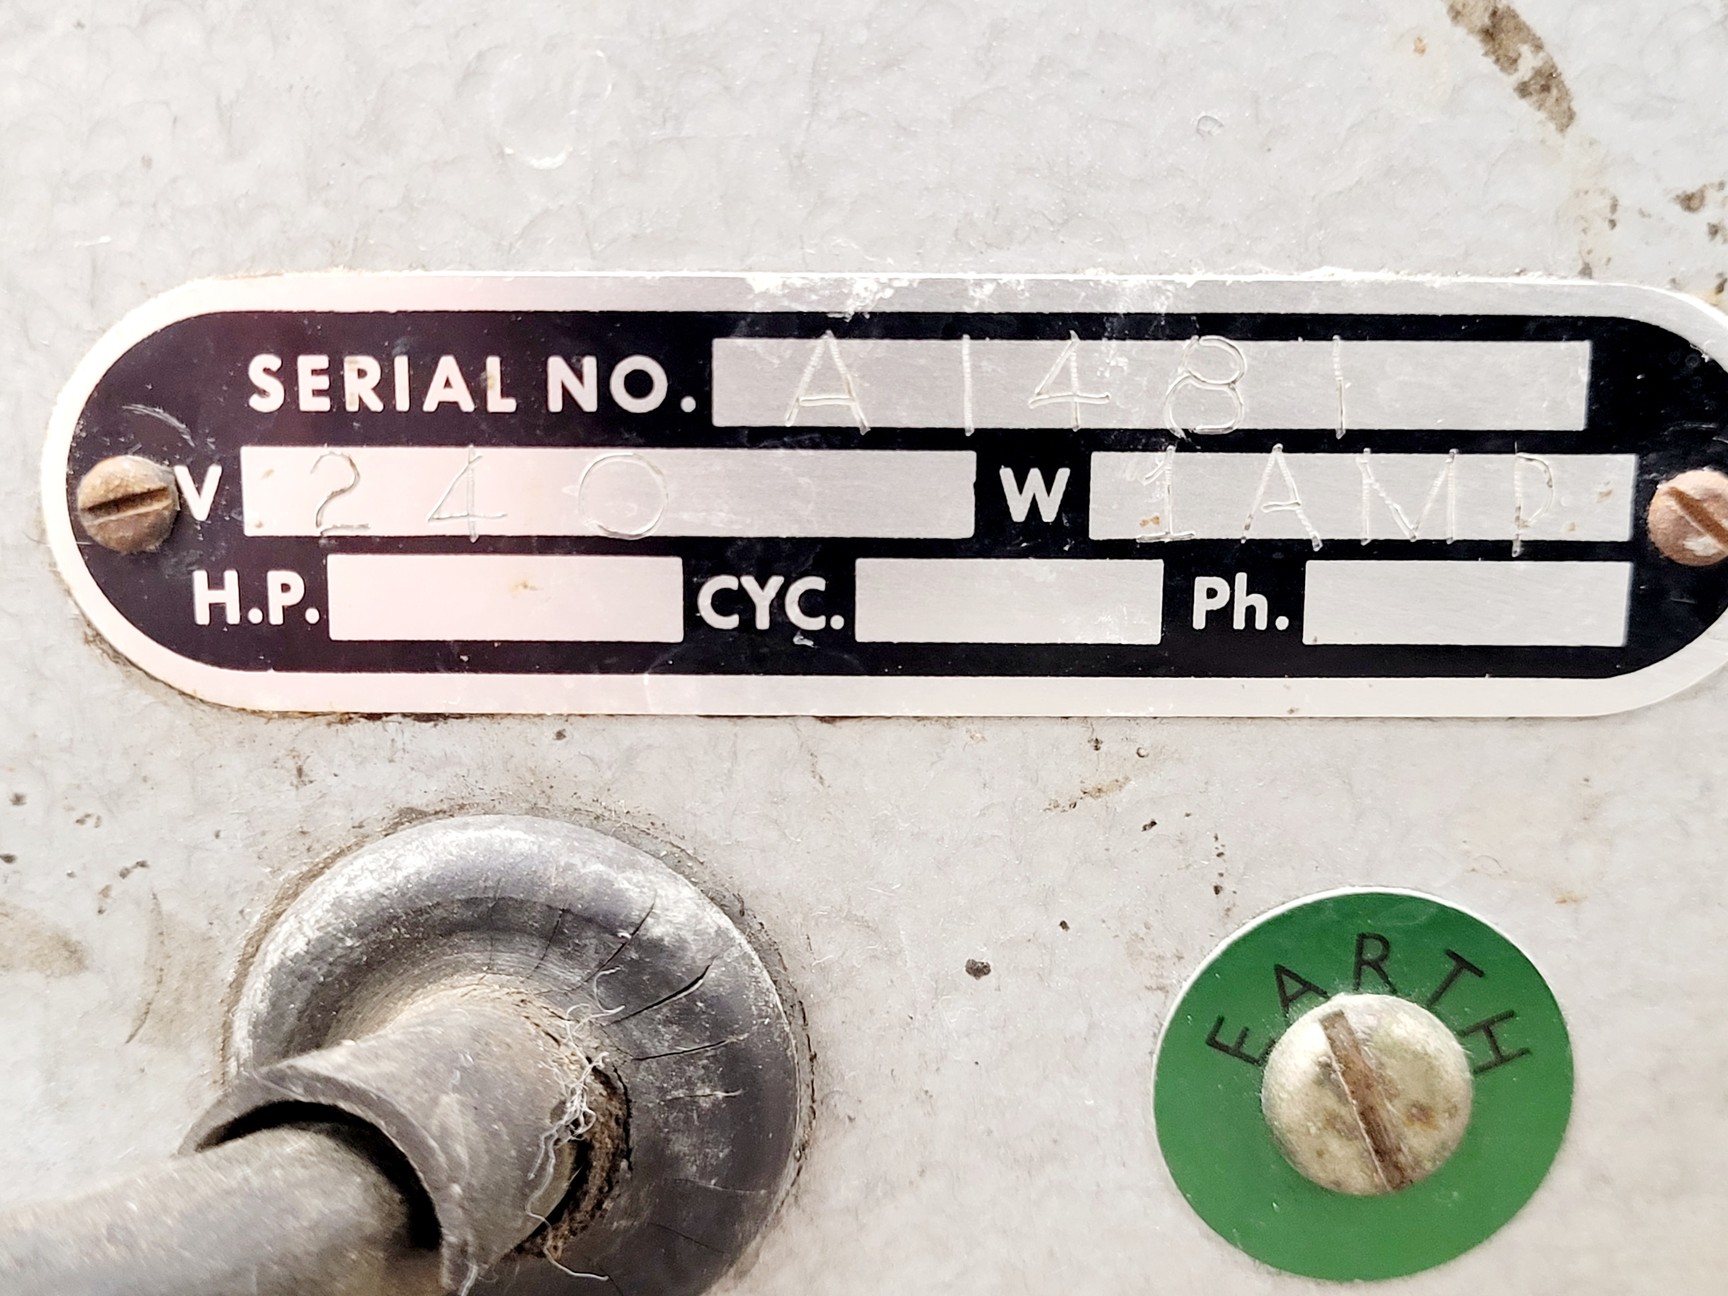 SERIAL NO. A1481
V 240 W 1AMP
H.P. CYC. Ph.
EARTH